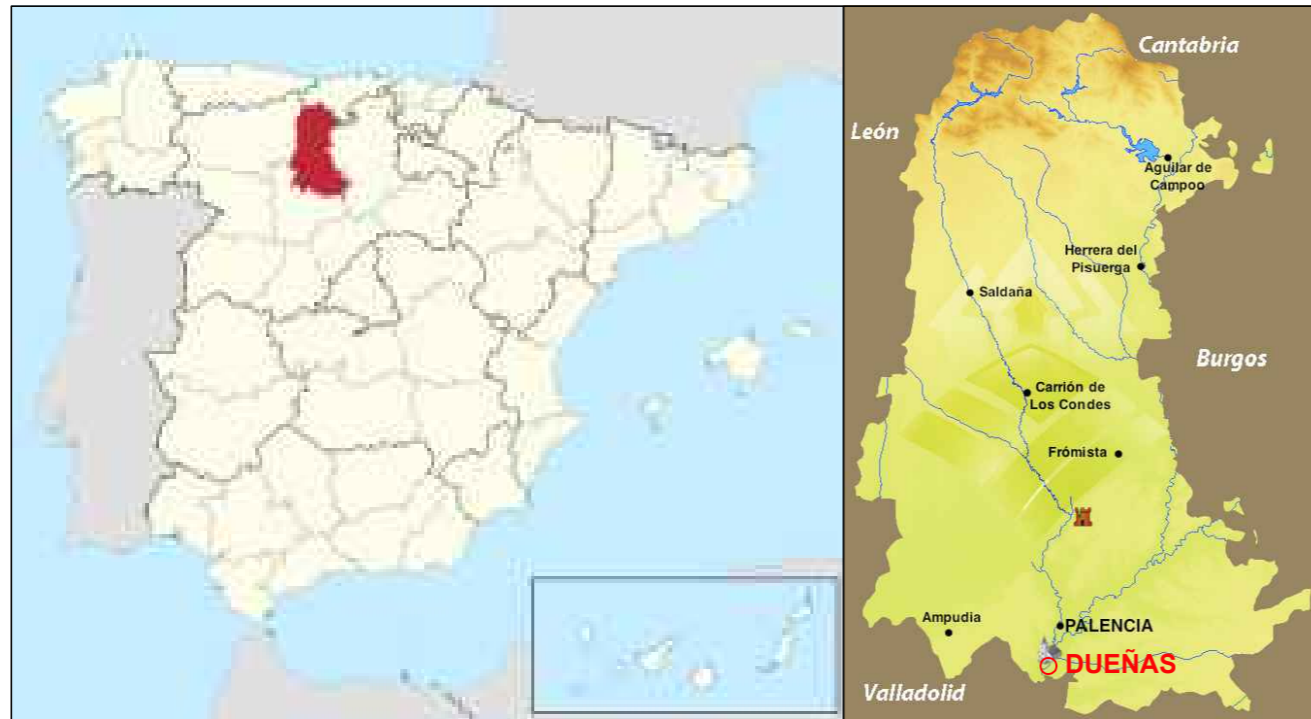 Cantabria
León
Aguilar de
Campoo
Herrera del
Pisuerga
Saldaña
Burgos
Carrión de
Los Condes
Frómista
Ampudia
PALENCIA
DUEÑAS
Valladolid